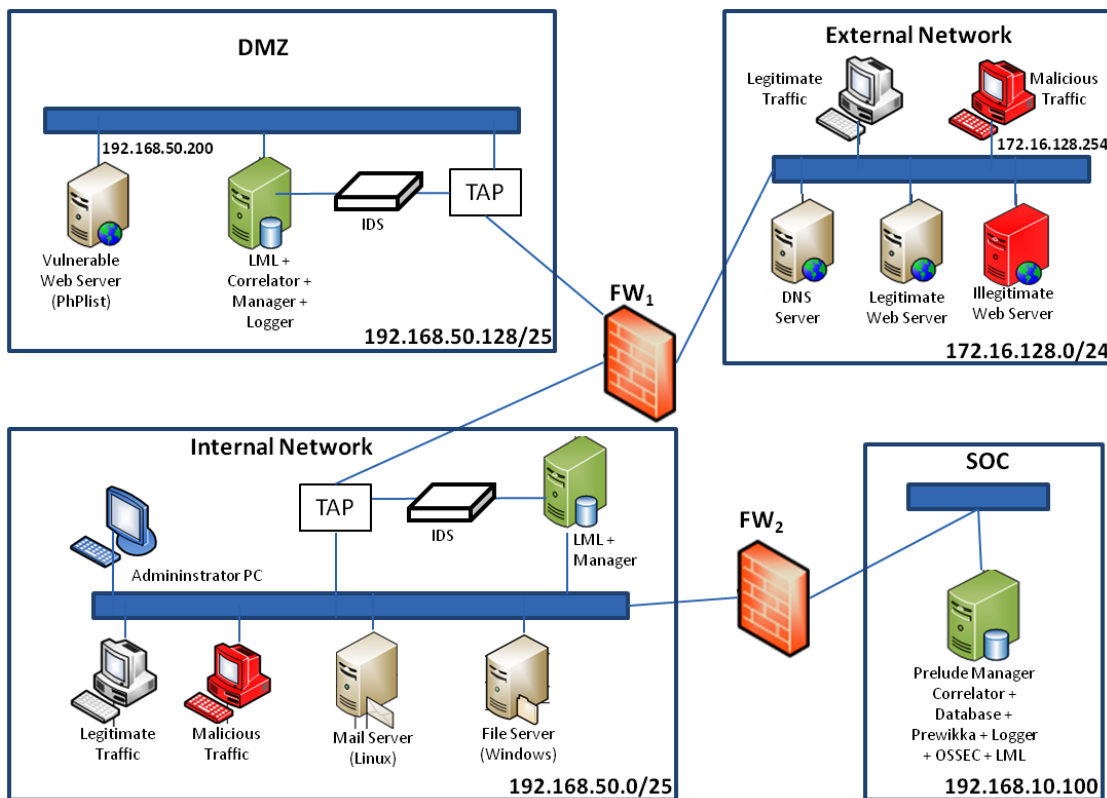 DMZ
192.168.50.200
Vulnerable
Web Server
(PhPlist)
LML +
Correlator +
Manager +
Logger
IDS
TAP
192.168.50.128/25
External Network
Legitimate
Traffic
Malicious
Traffic
172.16.128.254
DNS
Server
Legitimate
Web Server
Illegitimate
Web Server
172.16.128.0/24
FW1
Internal Network
Admininstrator PC
TAP
IDS
LML +
Manager
Legitimate
Traffic
Malicious
Traffic
Mail Server
(Linux)
File Server
(Windows)
192.168.50.0/25
FW2
SOC
Prelude Manager
Correlator +
Database +
Prewikka + Logger
+ OSSEC + LML
192.168.10.100